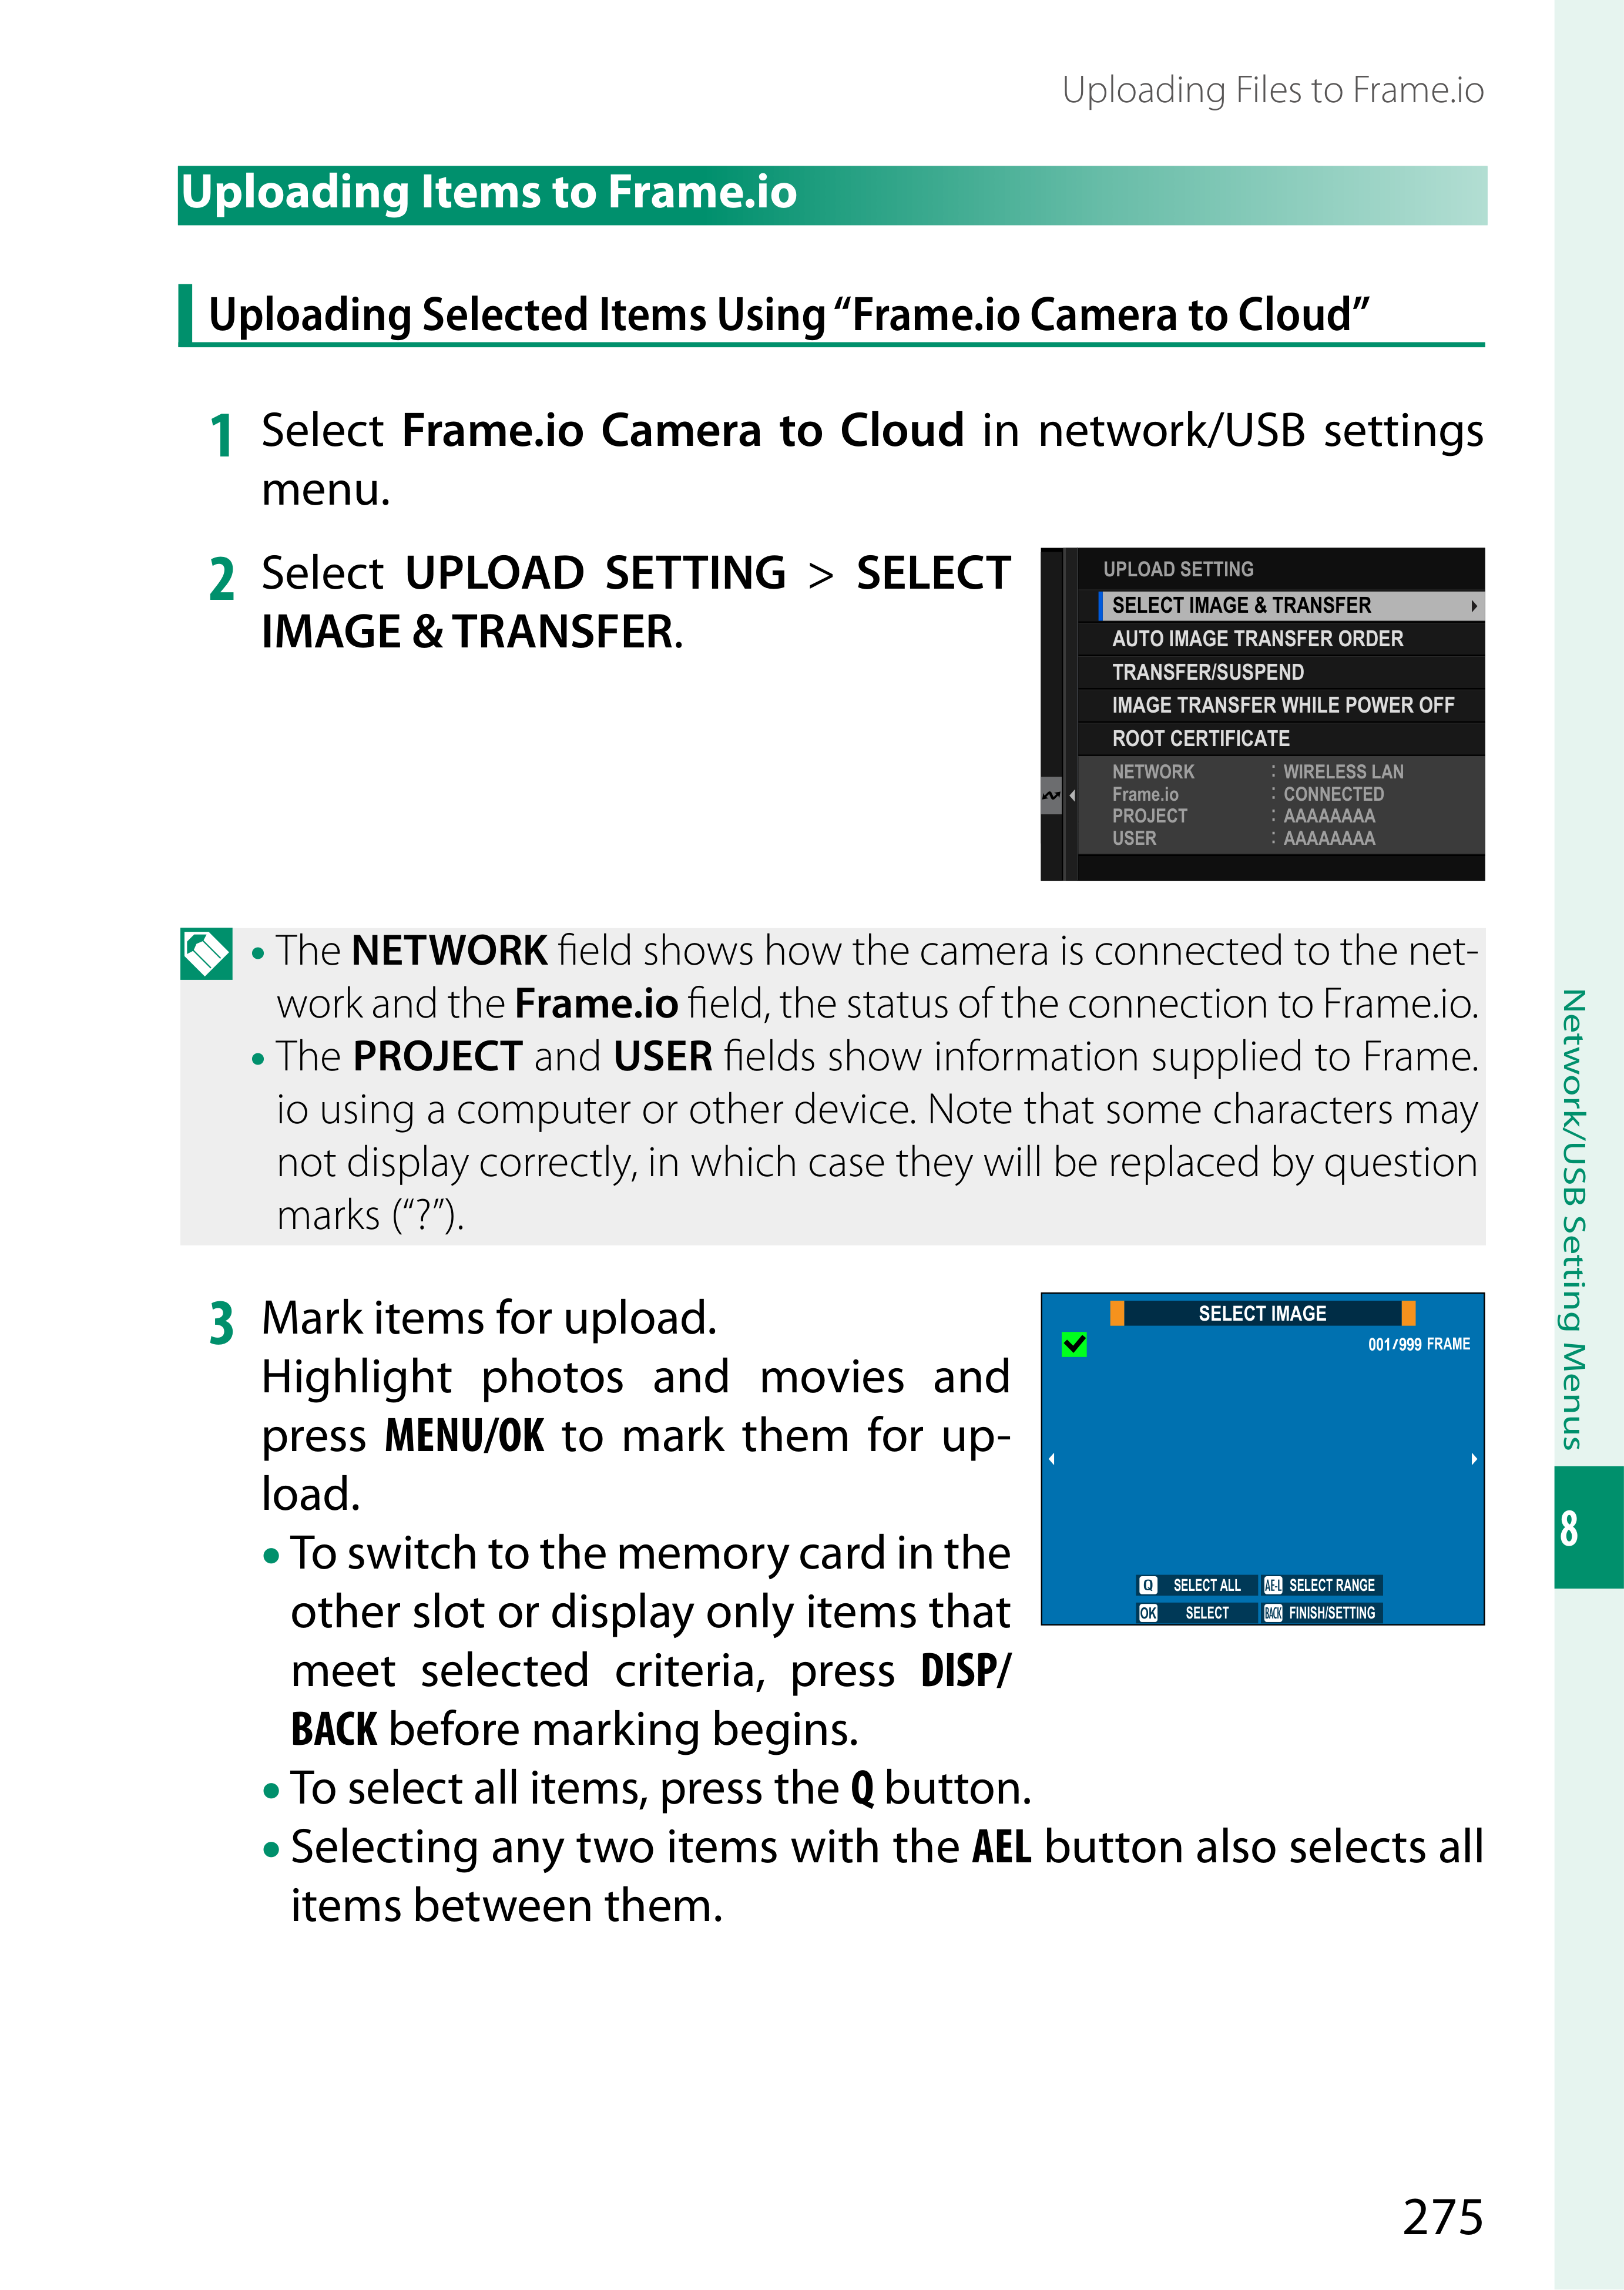 Uploading Files to Frame.io
Uploading Items to Frame.io
Uploading Selected Items Using “Frame.io Camera to Cloud”
1 Select Frame.io Camera to Cloud in network/USB settings
menu.
2 Select UPLOAD SETTING > SELECT
IMAGE & TRANSFER.
UPLOAD SETTING
SELECT IMAGE & TRANSFER
AUTO IMAGE TRANSFER ORDER
TRANSFER/SUSPEND
IMAGE TRANSFER WHILE POWER OFF
ROOT CERTIFICATE
NETWORK : WIRELESS LAN
Frame.io : CONNECTED
PROJECT : AAAAAAAA
USER : AAAAAAAA
• The NETWORK field shows how the camera is connected to the net-
work and the Frame.io field, the status of the connection to Frame.io.
• The PROJECT and USER fields show information supplied to Frame.
io using a computer or other device. Note that some characters may
not display correctly, in which case they will be replaced by question
marks (“?”).
3 Mark items for upload.
Highlight photos and movies and
press MENU/OK to mark them for up-
load.
• To switch to the memory card in the
other slot or display only items that
meet selected criteria, press DISP/
BACK before marking begins.
• To select all items, press the Q button.
• Selecting any two items with the AEL button also selects all
items between them.
SELECT IMAGE
001/999 FRAME
Q SELECT ALL AE-L SELECT RANGE
OK SELECT BACK FINISH/SETTING
Network/USB Setting Menus
8
275